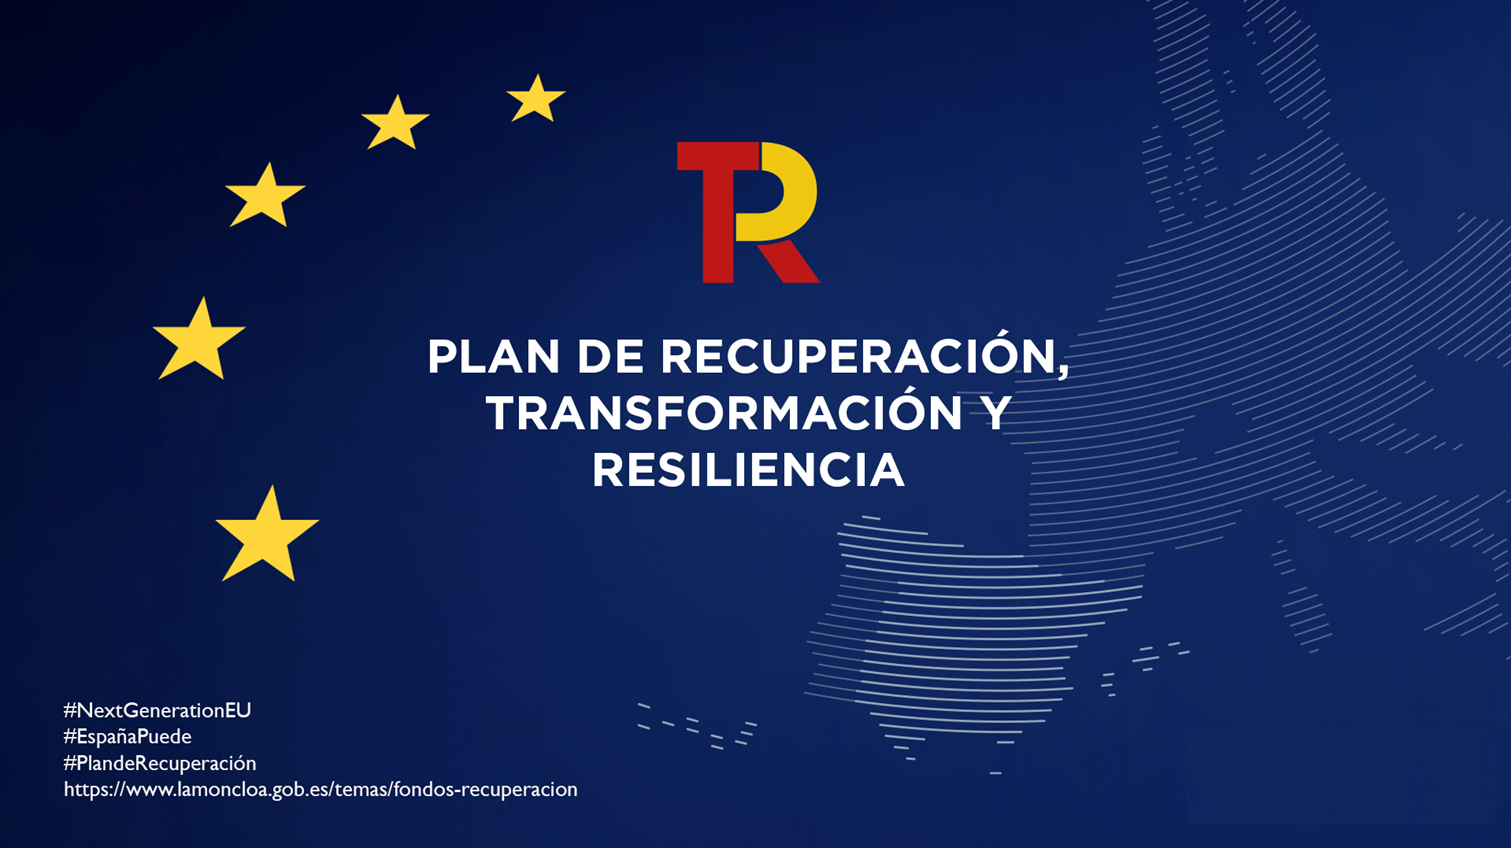 TR
PLAN DE RECUPERACIÓN,
TRANSFORMACIÓN Y
RESILIENCIA
#NextGenerationEU
#EspañaPuede
#PlandeRecuperación
https://www.lamoncloa.gob.es/temas/fondos-recuperacion